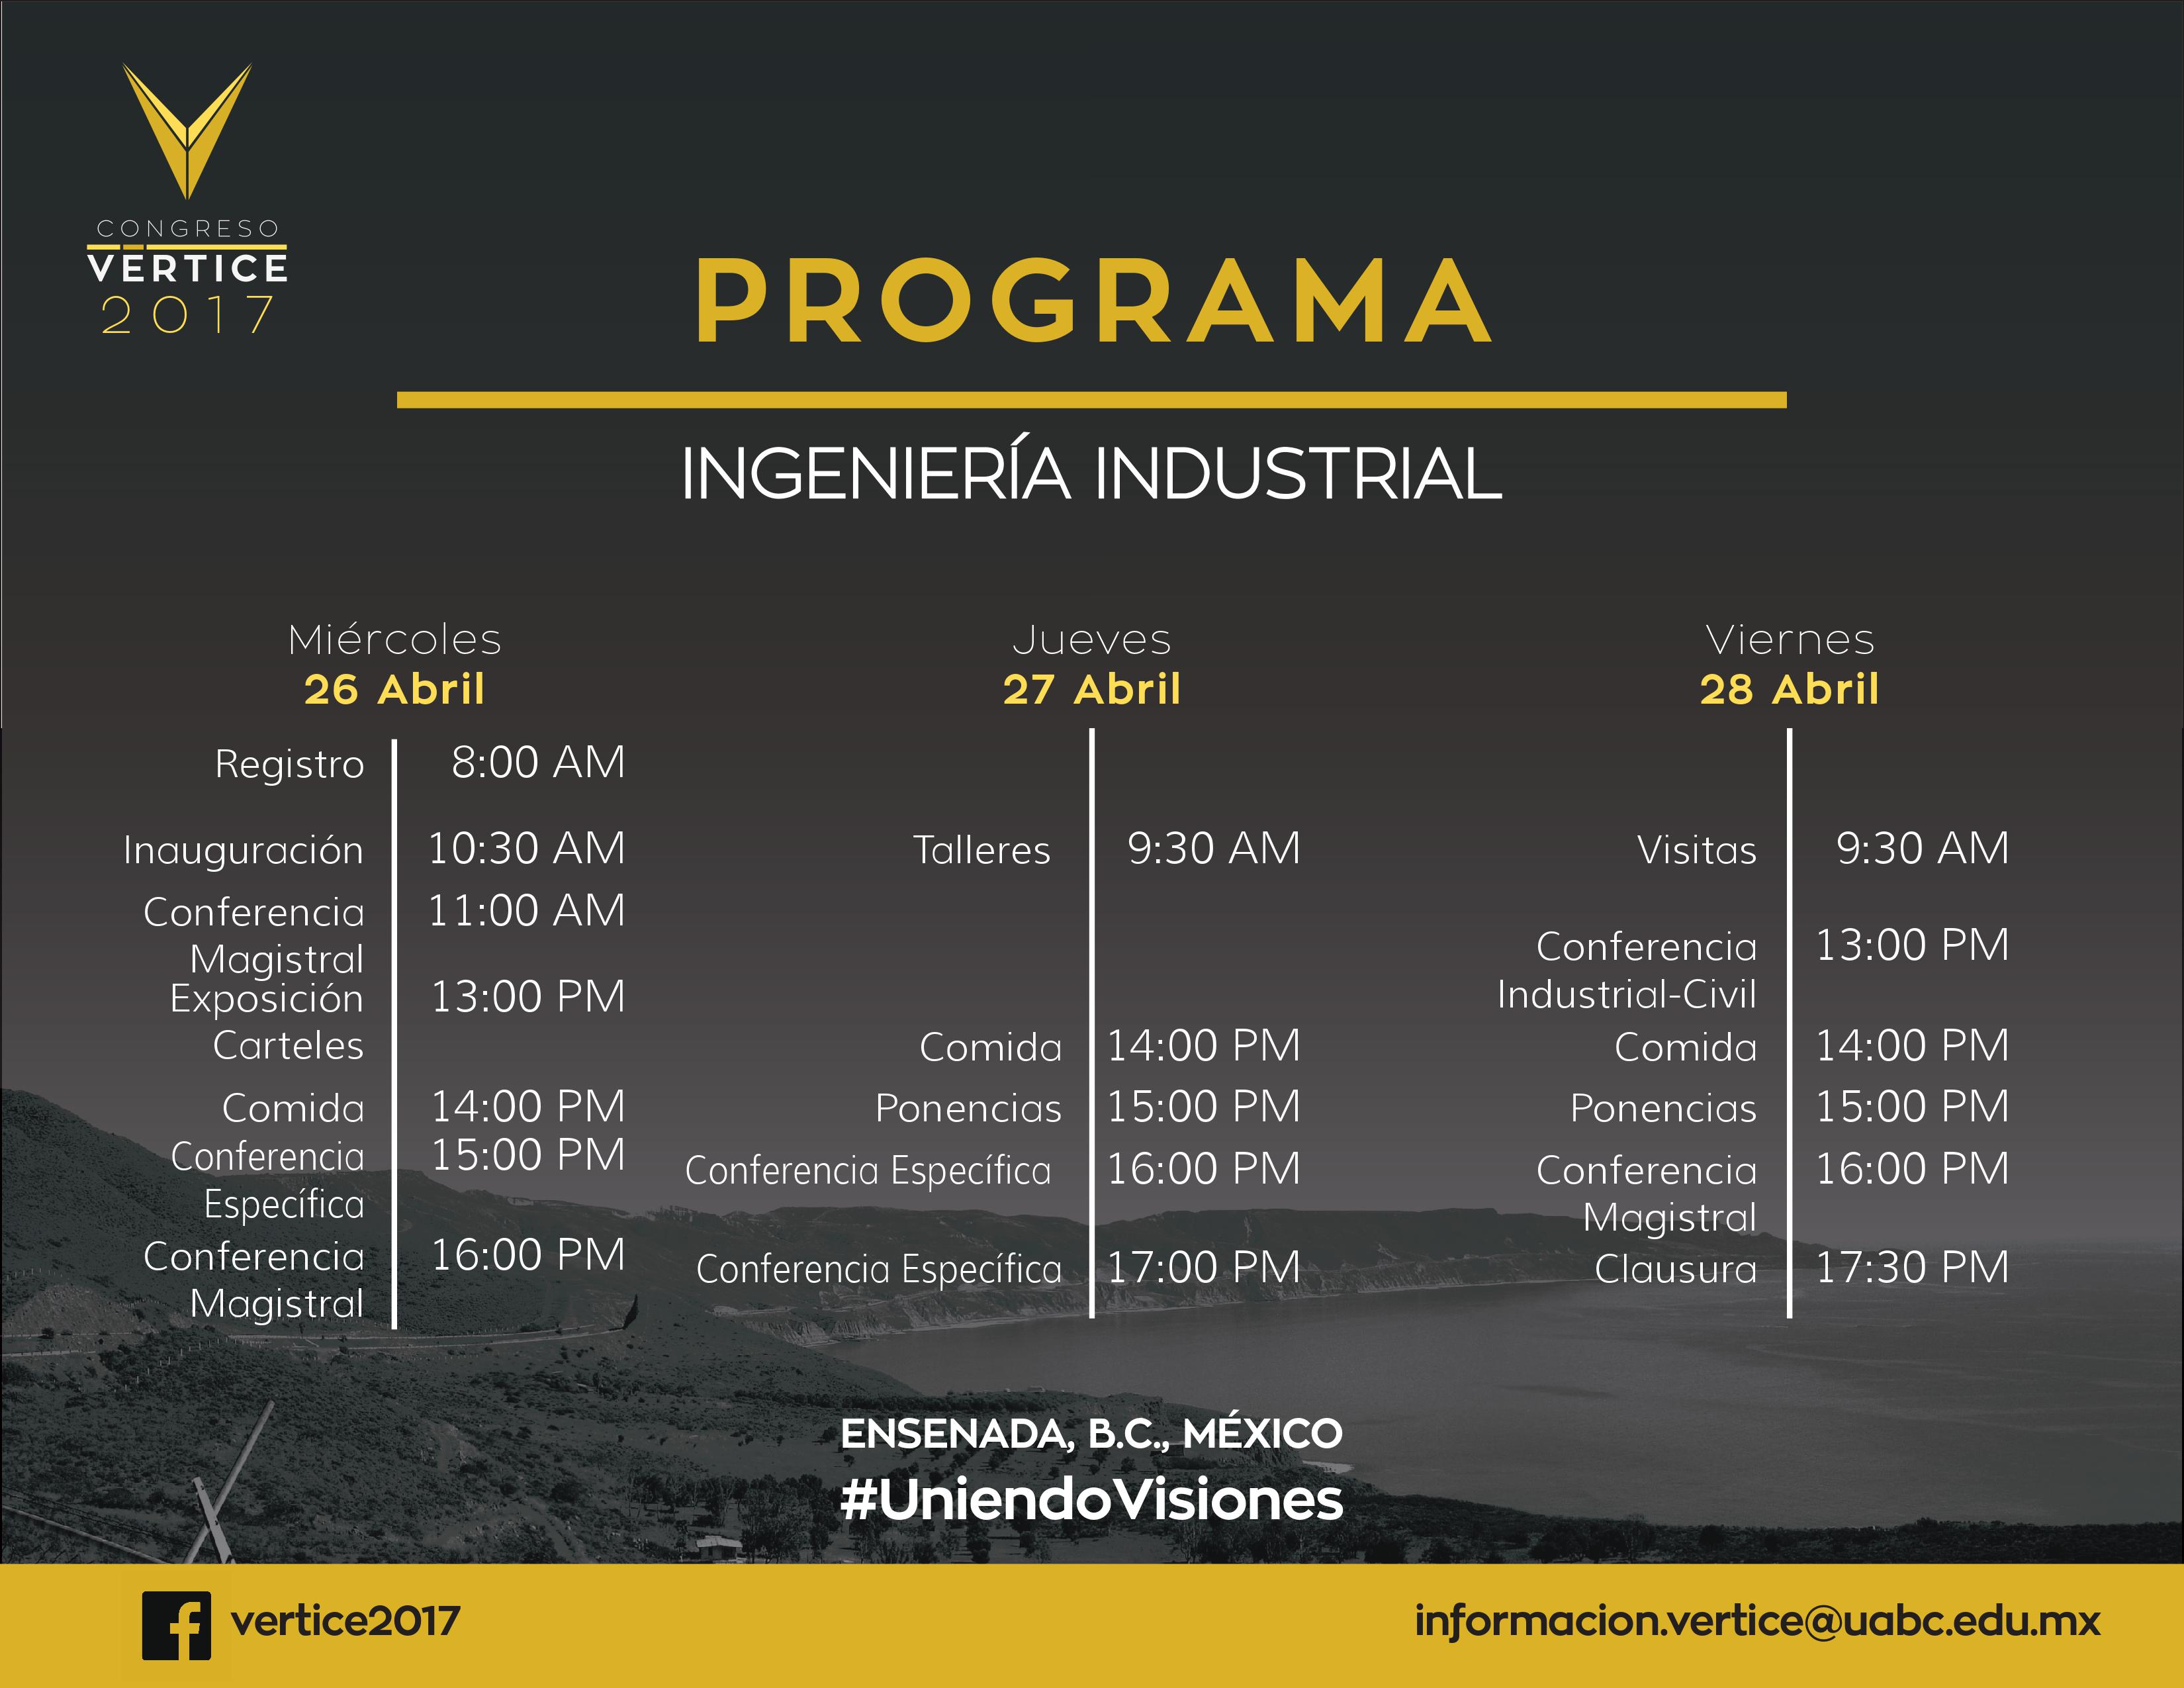 CONGRESO
VERTICE
2017
PROGRAMA
INGENIERÍA INDUSTRIAL
Miércoles
26 Abril
Registro 8:00 AM
Inauguración 10:30 AM
Conferencia 11:00 AM
Magistral
Exposición 13:00 PM
Carteles
Comida 14:00 PM
Conferencia 15:00 PM
Específica
Conferencia 16:00 PM
Magistral
Jueves
27 Abril
Talleres 9:30 AM
Comida 14:00 PM
Ponencias 15:00 PM
Conferencia Específica 16:00 PM
Conferencia Específica 17:00 PM
Viernes
28 Abril
Visitas 9:30 AM
Conferencia 13:00 PM
Industrial-Civil
Comida 14:00 PM
Ponencias 15:00 PM
Conferencia 16:00 PM
Magistral
Clausura 17:30 PM
ENSENADA, B.C., MÉXICO
#UniendoVisiones
vertice2017
informacion.vertice@uabc.edu.mx